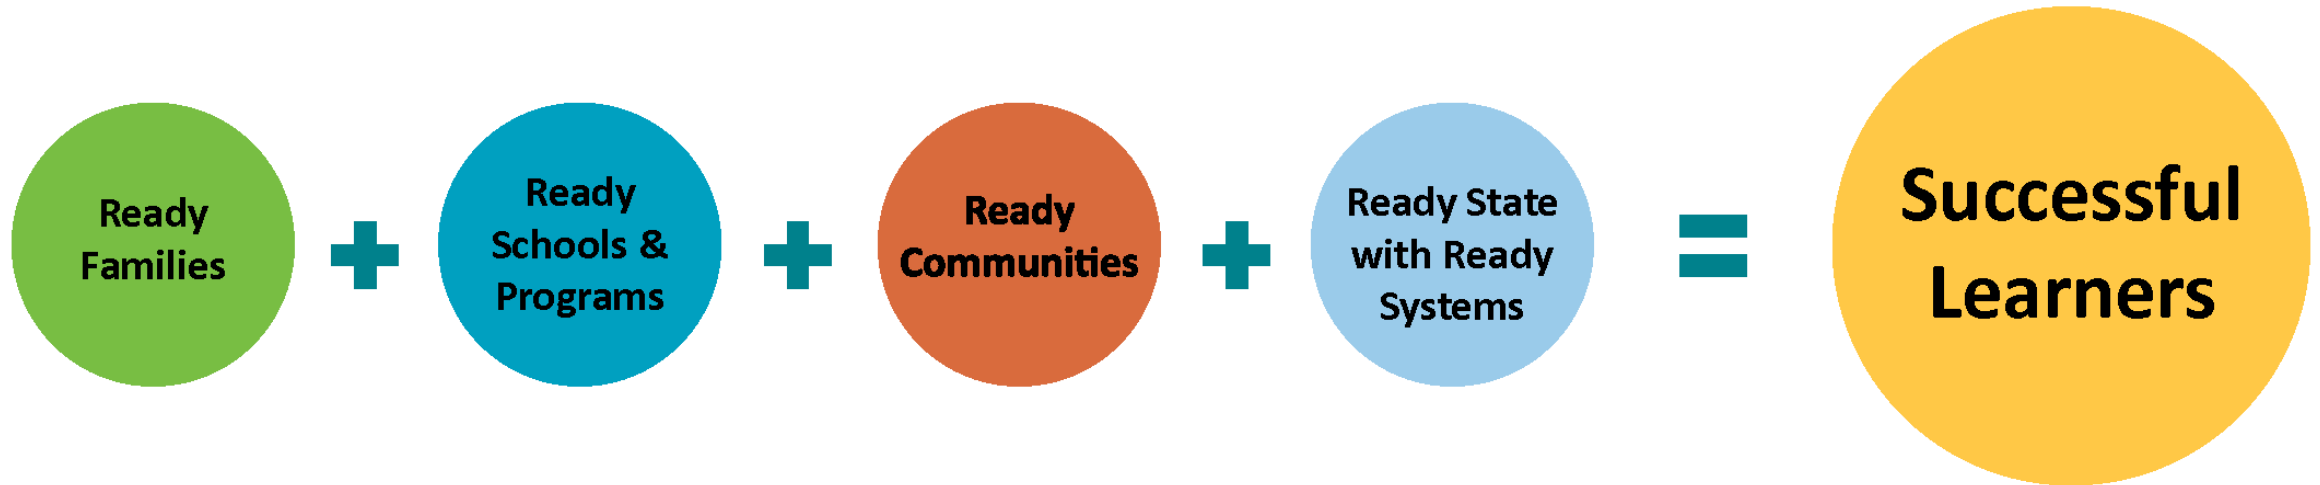 Ready
Families
Ready
Schools &
Programs
Ready
Communities
Ready State
with Ready
Systems
Successful
Learners